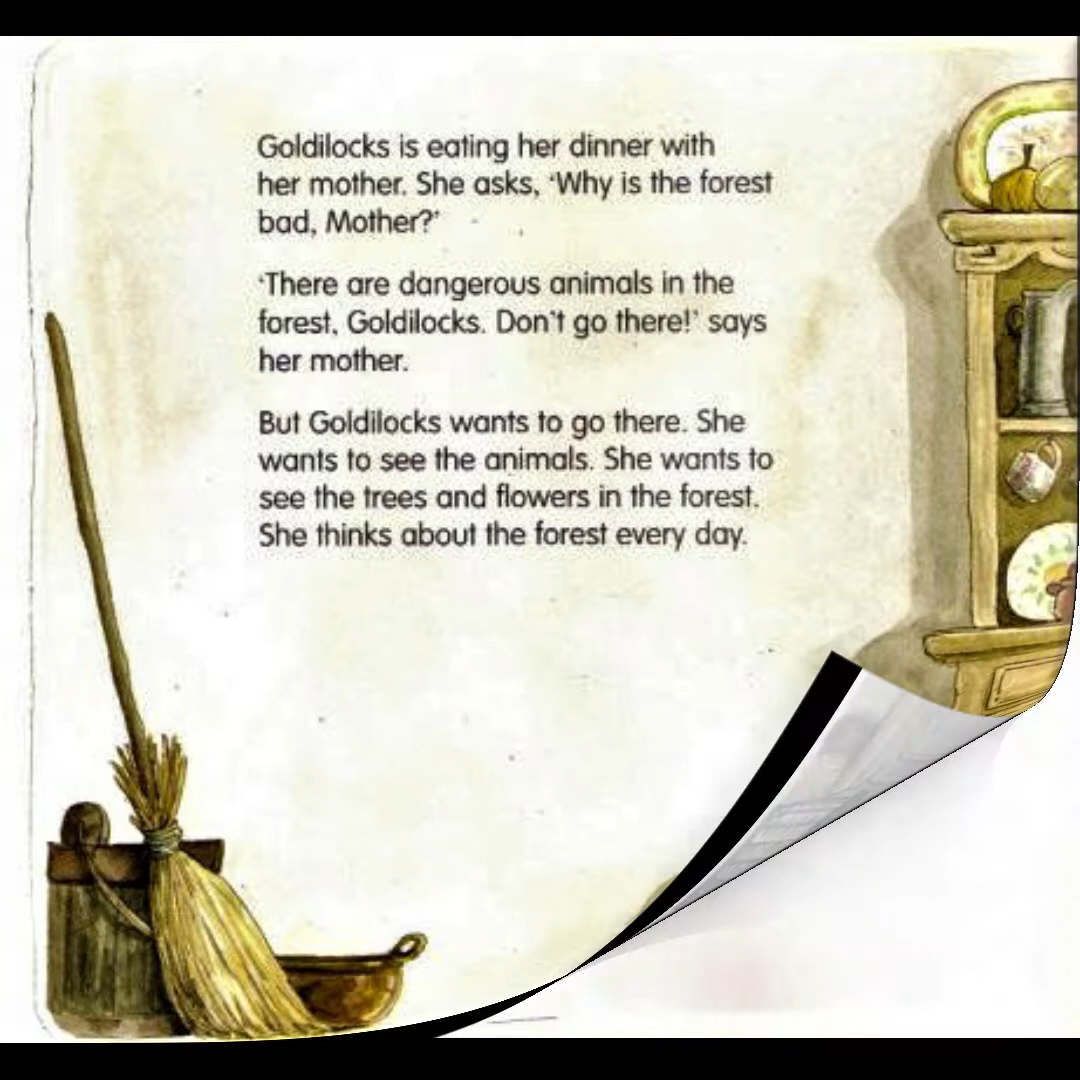 Goldilocks is eating her dinner with
her mother. She asks, ‘Why is the forest
bad, Mother?’
‘There are dangerous animals in the
forest, Goldilocks. Don’t go there!’ says
her mother.
But Goldilocks wants to go there. She
wants to see the animals. She wants to
see the trees and flowers in the forest.
She thinks about the forest every day.